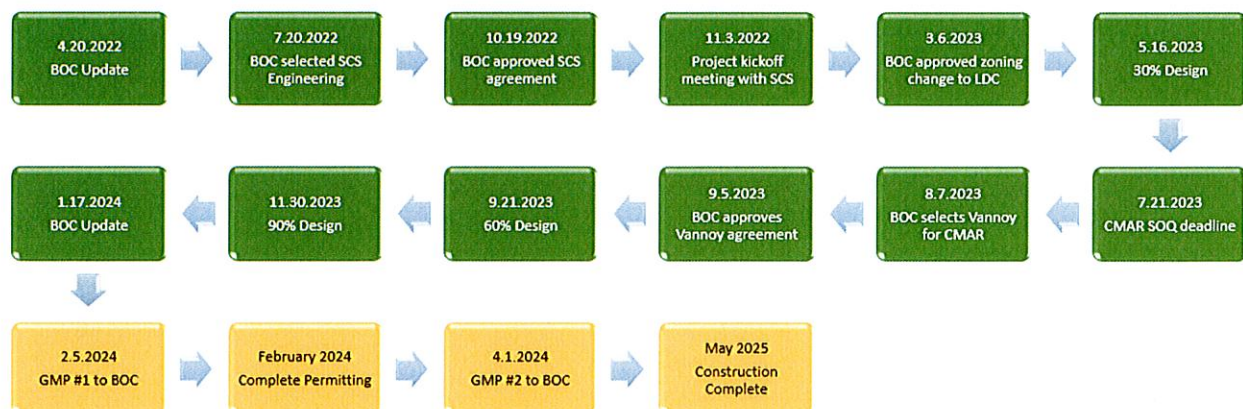 4.20.2022
BOC Update
7.20.2022
BOC selected SCS
Engineering
10.19.2022
BOC approved SCS
agreement
11.3.2022
Project kickoff
meeting with SCS
3.6.2023
BOC approved zoning
change to LDC
5.16.2023
30% Design
7.21.2023
CMAR SOQ deadline
8.7.2023
BOC selects Vannoy
for CMAR
9.5.2023
BOC approves
Vannoy agreement
9.21.2023
60% Design
11.30.2023
90% Design
1.17.2024
BOC Update
2.5.2024
GMP #1 to BOC
February 2024
Complete Permitting
4.1.2024
GMP #2 to BOC
May 2025
Construction
Complete